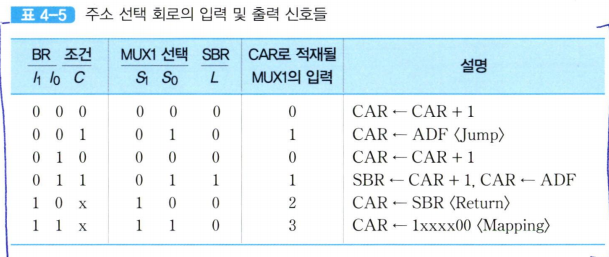 표 4-5 주소 선택 회로의 입력 및 출력 신호들
BR 조건 MUX1 선택 SBR CAR로 적재될 MUX1의 입력 설명
I₁ I₀ C S₁ S₀ L
0 0 0 0 0 0 0 CAR ← CAR + 1
0 0 1 0 1 0 1 CAR ← ADF 〈Jump〉
0 1 0 0 0 0 0 CAR ← CAR + 1
0 1 1 0 1 1 1 SBR ← CAR + 1, CAR ← ADF
1 0 x 1 0 0 2 CAR ← SBR 〈Return〉
1 1 x 1 1 0 3 CAR ← 1xxxx00 〈Mapping〉